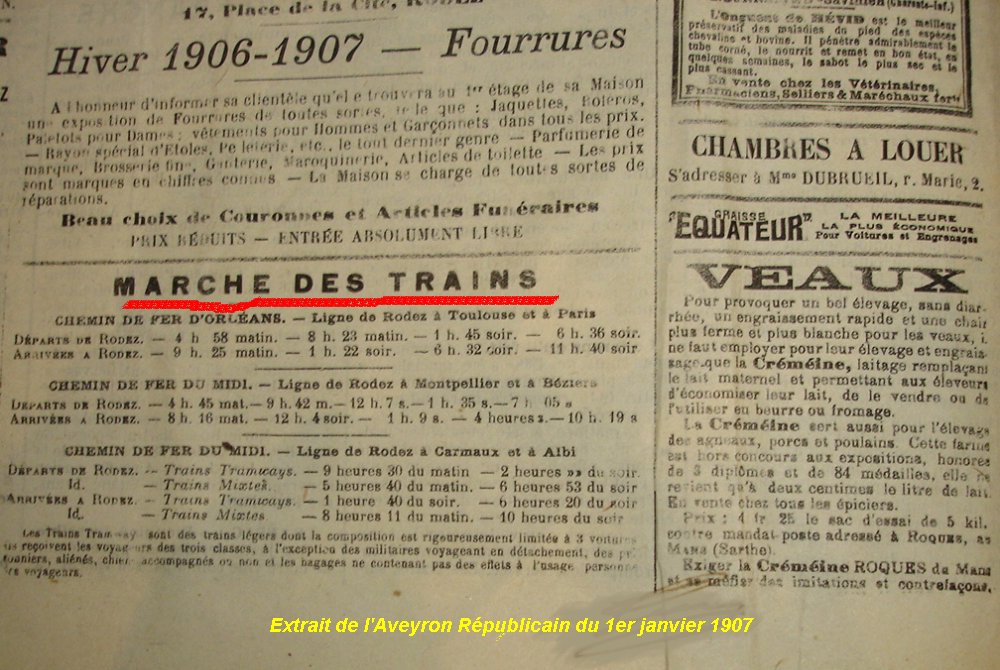 17, Place de la Cité, RODEZ
Hiver 1906-1907 — Fourrures
A l'honneur d'informer sa clientèle qu'elle trouvera au 1er étage de sa Maison
une exposition de Fourrures de toutes sortes, telle que : Jaquettes, Boléros,
Paletots pour Dames ; vêtements pour Hommes et Garçonnets dans tous les prix.
— Rayon spécial d'Etoles, Pelleterie, etc., le tout dernier genre — Parfumerie de
marque, Brosserie fine, Ganterie, Maroquinerie, Articles de toilette — Les prix
sont marqués en chiffres connus — La Maison se charge de toutes sortes de
réparations.
Beau choix de Couronnes et Articles Funéraires
PRIX RÉDUITS — ENTRÉE ABSOLUMENT LIBRE
MARCHE DES TRAINS
CHEMIN DE FER D'ORLÉANS. — Ligne de Rodez à Toulouse et à Paris
DÉPARTS DE RODEZ. — 4 h 58 matin. — 8 h. 23 matin. — 1 h. 45 soir. — 6 h. 36 soir.
ARRIVÉES A RODEZ. — 9 h. 25 matin. — 1 h. 22 soir. — 6 h. 32 soir. — 11 h. 40 soir
CHEMIN DE FER DU MIDI. — Ligne de Rodez à Montpellier et à Béziers
DÉPARTS DE RODEZ. — 4 h. 45 mat. — 9 h. 42 m. — 12 h. 7 s. — 1 h. 35 s. — 7 h 05 s
ARRIVÉES A RODEZ. — 8 h. 16 mat. — 12 h. 4 soir. — 1 h. 9 s. — 4 heures s. — 10 h. 19 s
CHEMIN DE FER DU MIDI. — Ligne de Rodez à Carmaux et à Albi
DÉPARTS DE RODEZ. — Trains Tramways. — 9 heures 30 du matin — 2 heures »» du soir
Id. — Trains Mixtes. — 5 heures 40 du matin. — 6 heures 53 du soir
ARRIVÉES A RODEZ. — Trains Tramways. — 1 heure 40 du soir. — 6 heures 20 du soir
Id. — Trains Mixtes. — 8 heures 11 du matin. — 10 heures du soir
Les Trains Tramway sont des trains légers dont la composition est rigoureusement limitée à 3 voitures
reçoivent les voyageurs des trois classes, à l'exception des militaires voyageant en détachement, des
aliénés, chiens accompagnés ou non et les bagages ne contenant pas des effets à l'usage personnel
voyageurs.
L'Onguent de HÉVID est le meilleur
préservatif des maladies du pied des espèces
chevaline et bovine. Il pénètre admirablement le
tube corné, le nourrit et remet en bon état, en
quelques semaines, le sabot le plus sec et le
plus cassant.
En vente chez les Vétérinaires,
Pharmaciens, Selliers & Maréchaux ferts
CHAMBRES A LOUER
S'adresser à Mme DUBRUEIL, r. Marie, 2.
GRAISSE
"EQUATEUR"
LA MEILLEURE
LA PLUS ÉCONOMIQUE
Pour Voitures et Engrenages
VEAUX
Pour provoquer un bel élevage, sans diar-
rhée, un engraissement rapide et une chair
plus ferme et plus blanche pour les veaux, i.
ne faut employer pour leur élevage et engrais-
sage que la Créméine, laitage remplaçant
le lait maternel et permettant aux éleveurs
d'économiser leur lait, de le vendre ou de
l'utiliser en beurre ou fromage.
La Créméine sert aussi pour l'élevage
des agneaux, porcs et poulains. Cette farine
est hors concours aux expositions, honorée
de 3 diplômes et de 84 médailles, elle ne
revient qu'à deux centimes le litre de lait.
En vente chez tous les épiciers.
Prix : 4 fr 25 le sac d'essai de 5 kil.
contre mandat-poste adressé à ROQUES, au
MANS (Sarthe).
Exiger la Créméine ROQUES du Mans
et se méfier des imitations et contrefaçons.
Extrait de l'Aveyron Républicain du 1er janvier 1907